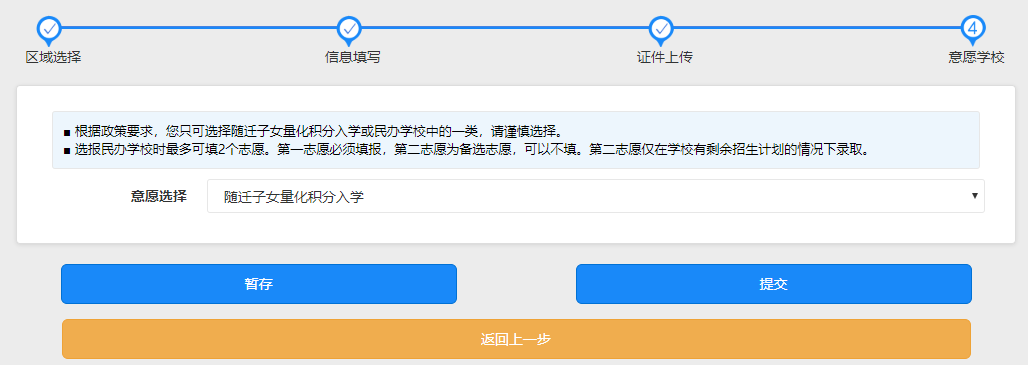 4
区域选择 信息填写 证件上传 意愿学校
■ 根据政策要求，您只可选择随迁子女量化积分入学或民办学校中的一类，请谨慎选择。
■ 选报民办学校时最多可填2个志愿。第一志愿必须填报，第二志愿为备选志愿，可以不填。第二志愿仅在学校有剩余招生计划的情况下录取。
意愿选择 随迁子女量化积分入学
暂存 提交
返回上一步